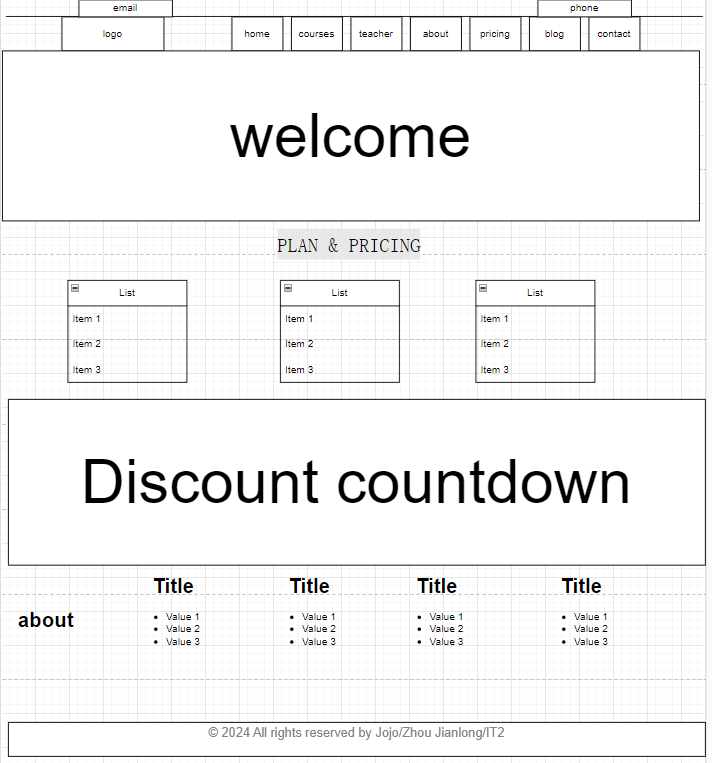 email phone
logo home courses teacher about pricing blog contact
welcome
PLAN & PRICING
List List List
Item 1 Item 1 Item 1
Item 2 Item 2 Item 2
Item 3 Item 3 Item 3
Discount countdown
Title Title Title Title
about
Value 1 Value 1 Value 1 Value 1
Value 2 Value 2 Value 2 Value 2
Value 3 Value 3 Value 3 Value 3
© 2024 All rights reserved by Jojo/Zhou Jianlong/IT2